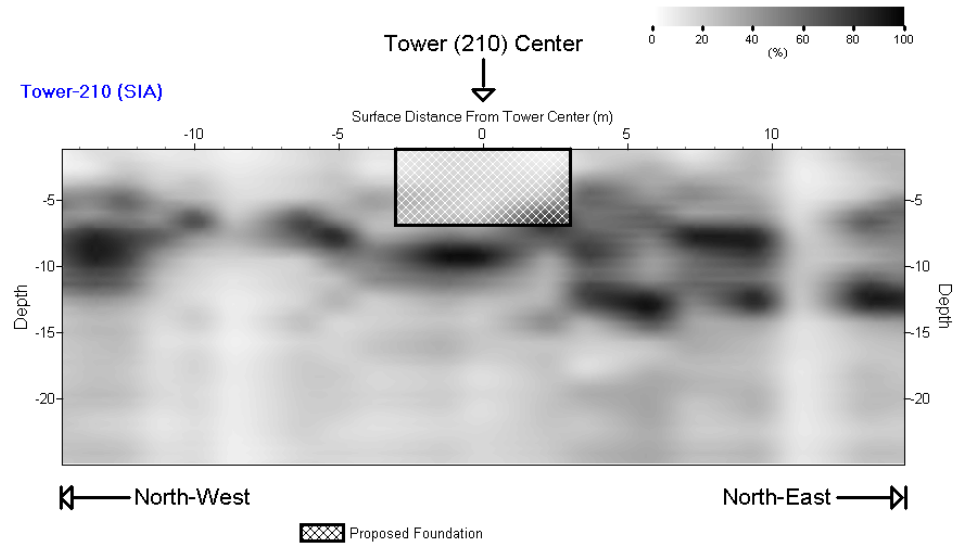 0 20 40 60 80 100
(%)
Tower (210) Center
Tower-210 (SIA)
Surface Distance From Tower Center (m)
-10 -5 0 5 10
-5 -5
-10 -10
-15 -15
-20 -20
Depth
Depth
North-West North-East
Proposed Foundation